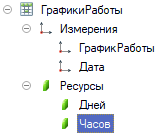 ГрафикиРаботы
Измерения
ГрафикРаботы
Дата
Ресурсы
Дней
Часов